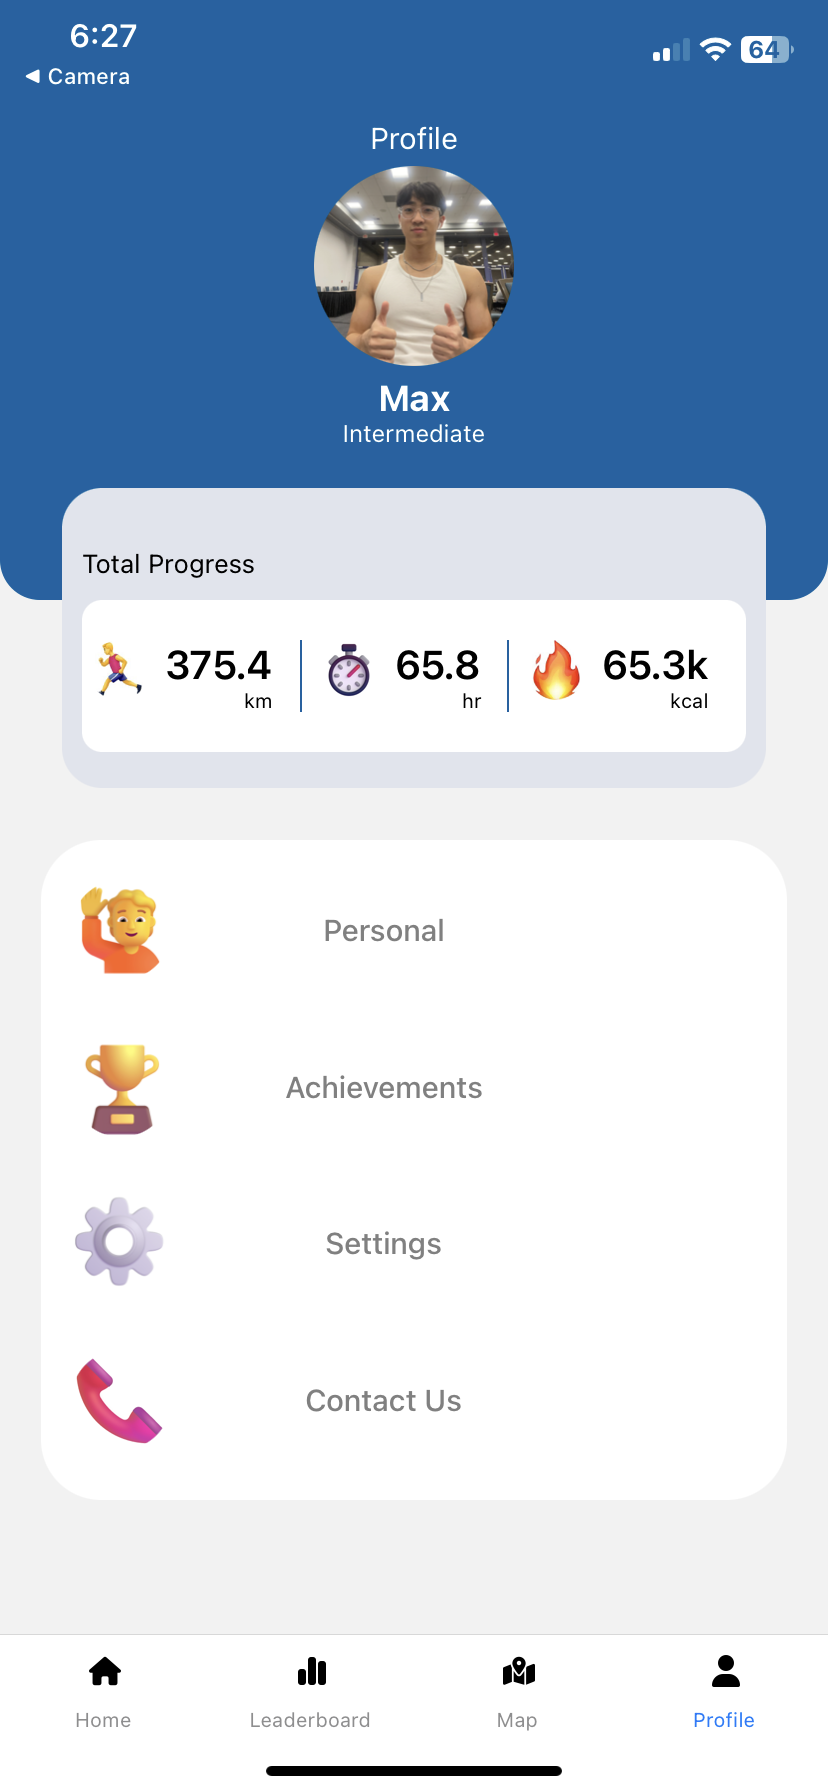 6:27
64
◀ Camera
Profile
Max
Intermediate
Total Progress
375.4 65.8 65.3k
km hr kcal
Personal
Achievements
Settings
Contact Us
Home Leaderboard Map Profile